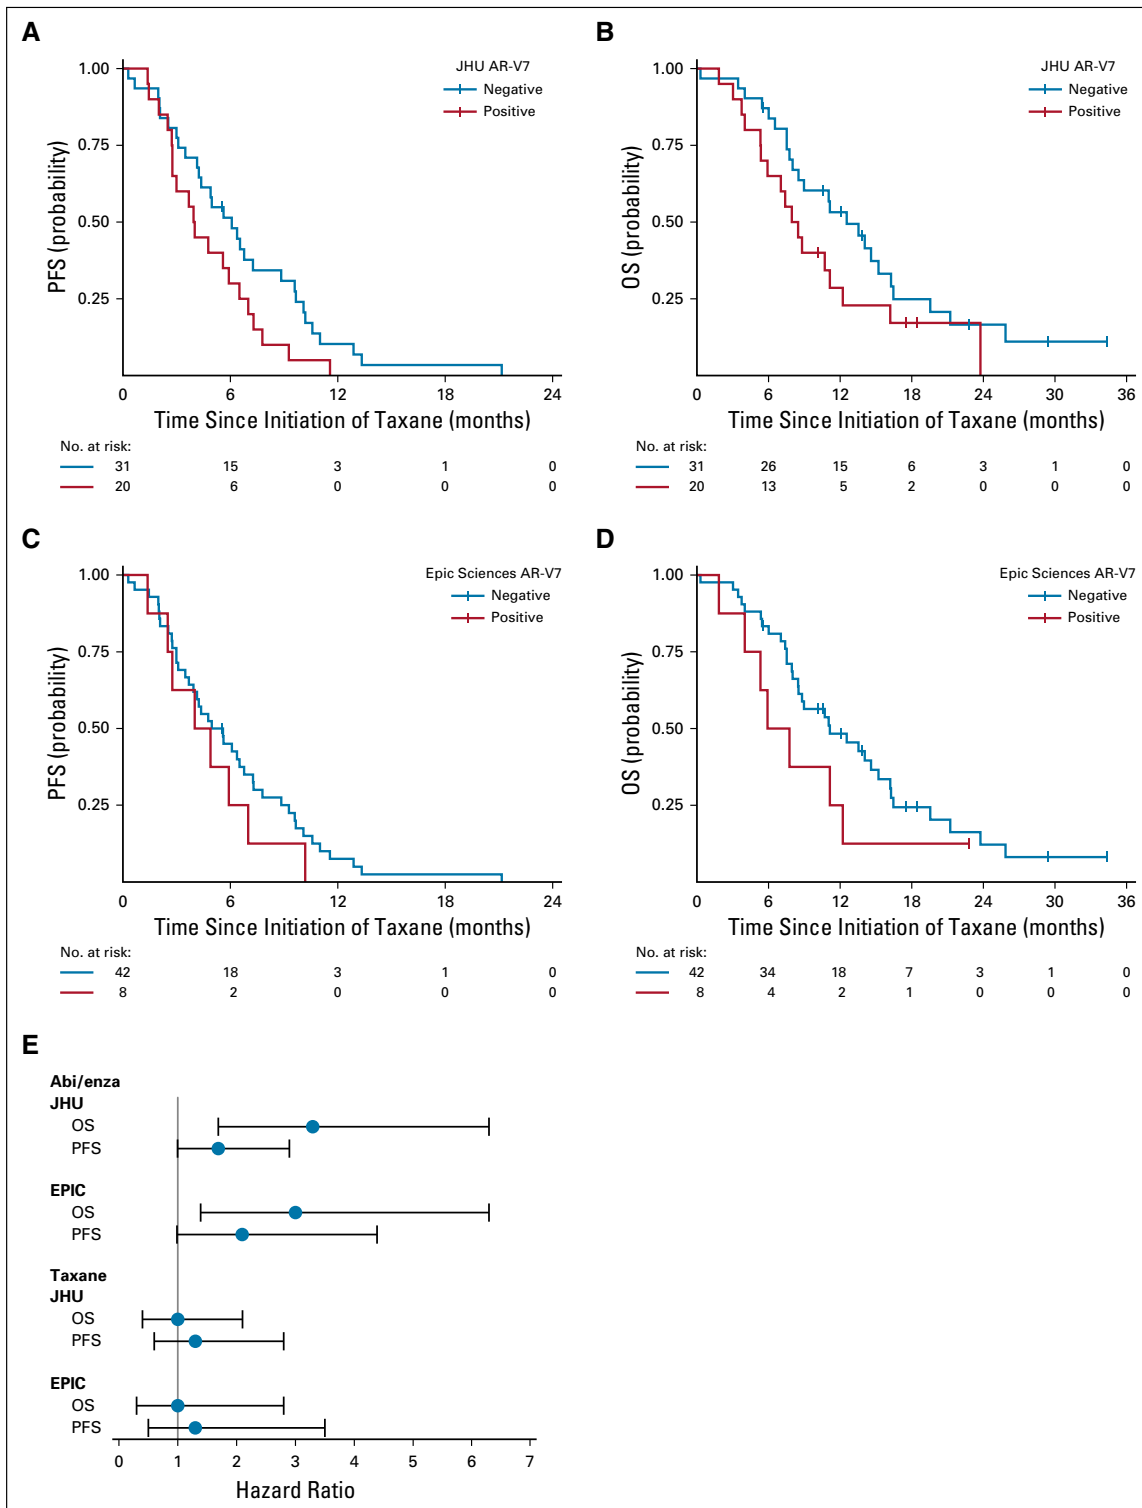 A
JHU AR-V7
Negative
Positive
PFS (probability)
1.00
0.75
0.50
0.25
0 6 12 18 24
Time Since Initiation of Taxane (months)
No. at risk:
31 15 3 1 0
20 6 0 0 0
B
JHU AR-V7
Negative
Positive
OS (probability)
1.00
0.75
0.50
0.25
0 6 12 18 24 30 36
Time Since Initiation of Taxane (months)
No. at risk:
31 26 15 6 3 1 0
20 13 5 2 0 0 0
C
Epic Sciences AR-V7
Negative
Positive
PFS (probability)
1.00
0.75
0.50
0.25
0 6 12 18 24
Time Since Initiation of Taxane (months)
No. at risk:
42 18 3 1 0
8 2 0 0 0
D
Epic Sciences AR-V7
Negative
Positive
OS (probability)
1.00
0.75
0.50
0.25
0 6 12 18 24 30 36
Time Since Initiation of Taxane (months)
No. at risk:
42 34 18 7 3 1 0
8 4 2 1 0 0 0
E
Abi/enza
JHU
OS
PFS
EPIC
OS
PFS
Taxane
JHU
OS
PFS
EPIC
OS
PFS
0 1 2 3 4 5 6 7
Hazard Ratio